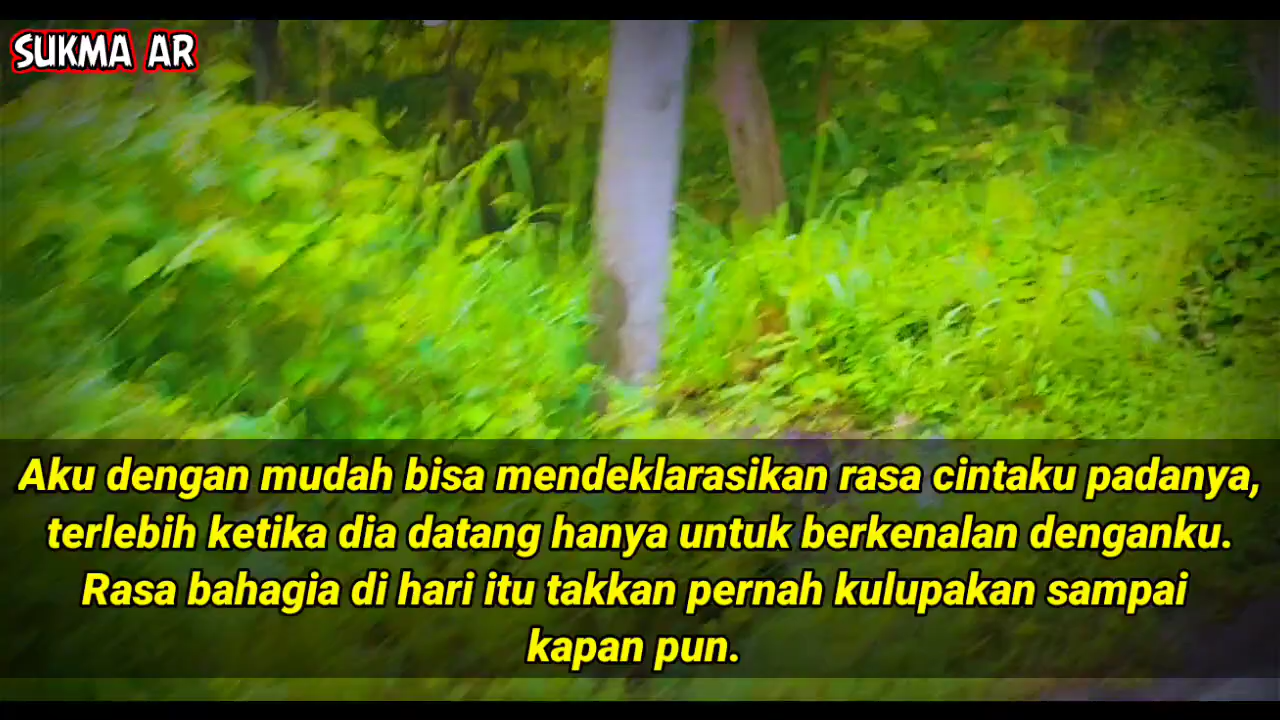 SUKMA AR
Aku dengan mudah bisa mendeklarasikan rasa cintaku padanya,
terlebih ketika dia datang hanya untuk berkenalan denganku.
Rasa bahagia di hari itu takkan pernah kulupakan sampai
kapan pun.